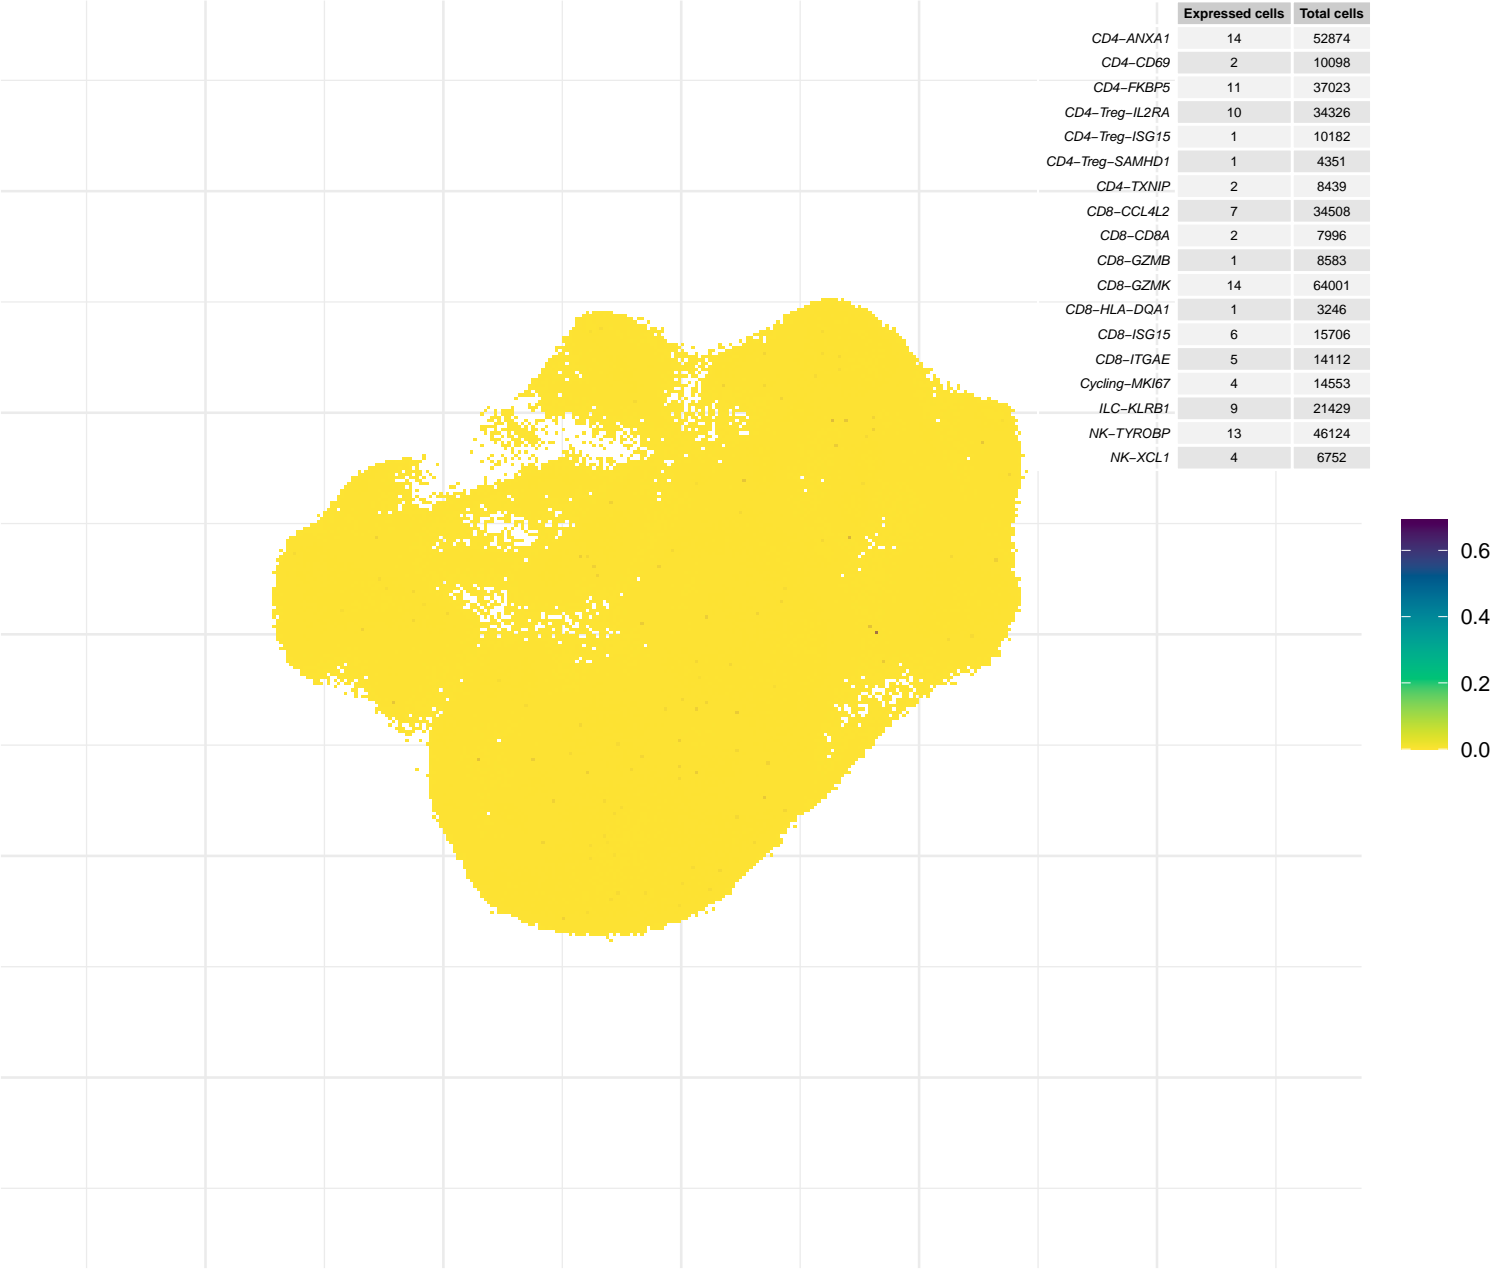 Expressed cells Total cells
CD4−ANXA1 14 52874
CD4−CD69 2 10098
CD4−FKBP5 11 37023
CD4−Treg−IL2RA 10 34326
CD4−Treg−ISG15 1 10182
CD4−Treg−SAMHD1 1 4351
CD4−TXNIP 2 8439
CD8−CCL4L2 7 34508
CD8−CD8A 2 7996
CD8−GZMB 1 8583
CD8−GZMK 14 64001
CD8−HLA−DQA1 1 3246
CD8−ISG15 6 15706
CD8−ITGAE 5 14112
Cycling−MKI67 4 14553
ILC−KLRB1 9 21429
NK−TYROBP 13 46124
NK−XCL1 4 6752
0.6
0.4
0.2
0.0